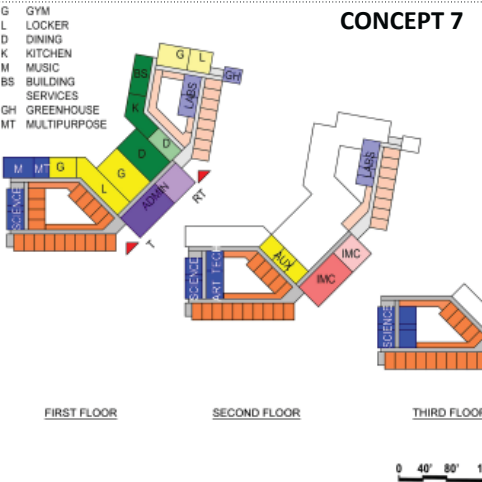 CONCEPT 7
G GYM
L LOCKER
D DINING
K KITCHEN
M MUSIC
BS BUILDING
SERVICES
GH GREENHOUSE
MT MULTIPURPOSE
G L
BS
GH
LABS
K
D
D
M MT G
G
L
ADMIN
SCIENCE
RT
T
LABS
AUX
IMC
IMC
SCIENCE
ART TECH
SCIENCE
FIRST FLOOR
SECOND FLOOR
THIRD FLOOR
0 40' 80'